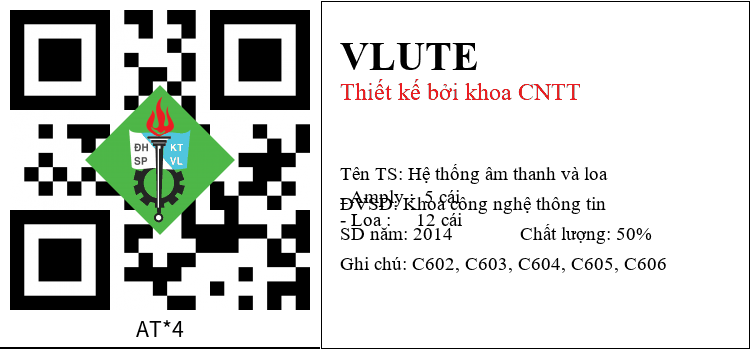 ĐH KT
SP VL
AT*4
VLUTE
Thiết kế bởi khoa CNTT
Tên TS: Hệ thống âm thanh và loa
- Amply : 5 cái
ĐVSD: Khoa công nghệ thông tin
- Loa : 12 cái
SD năm: 2014 Chất lượng: 50%
Ghi chú: C602, C603, C604, C605, C606